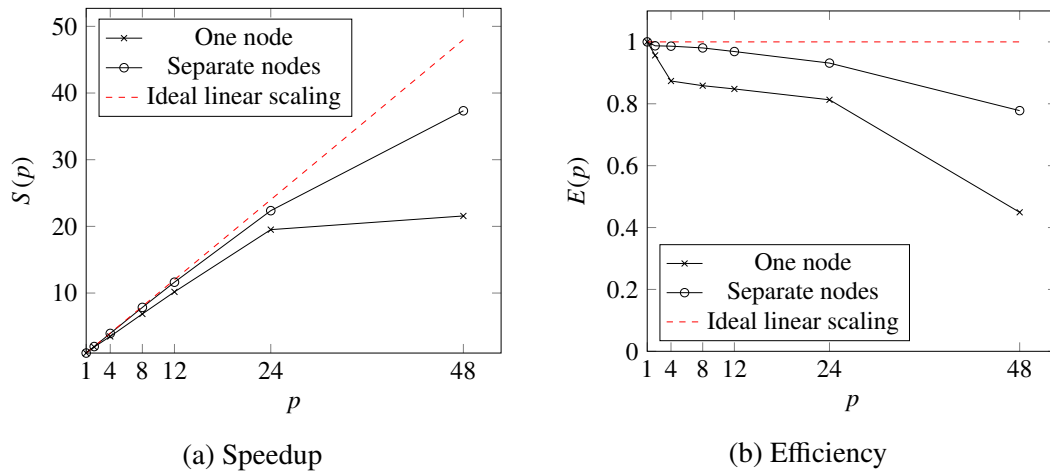 50
40
30
20
10
S(p)
One node
Separate nodes
Ideal linear scaling
1 4 8 12 24 48
p
(a) Speedup
1
0.8
0.6
0.4
0.2
0
E(p)
One node
Separate nodes
Ideal linear scaling
1 4 8 12 24 48
p
(b) Efficiency